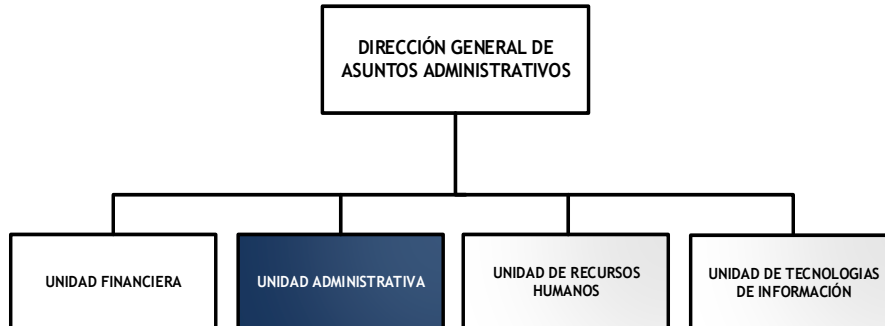 DIRECCIÓN GENERAL DE
ASUNTOS ADMINISTRATIVOS
UNIDAD FINANCIERA
UNIDAD ADMINISTRATIVA
UNIDAD DE RECURSOS
HUMANOS
UNIDAD DE TECNOLOGIAS
DE INFORMACIÓN